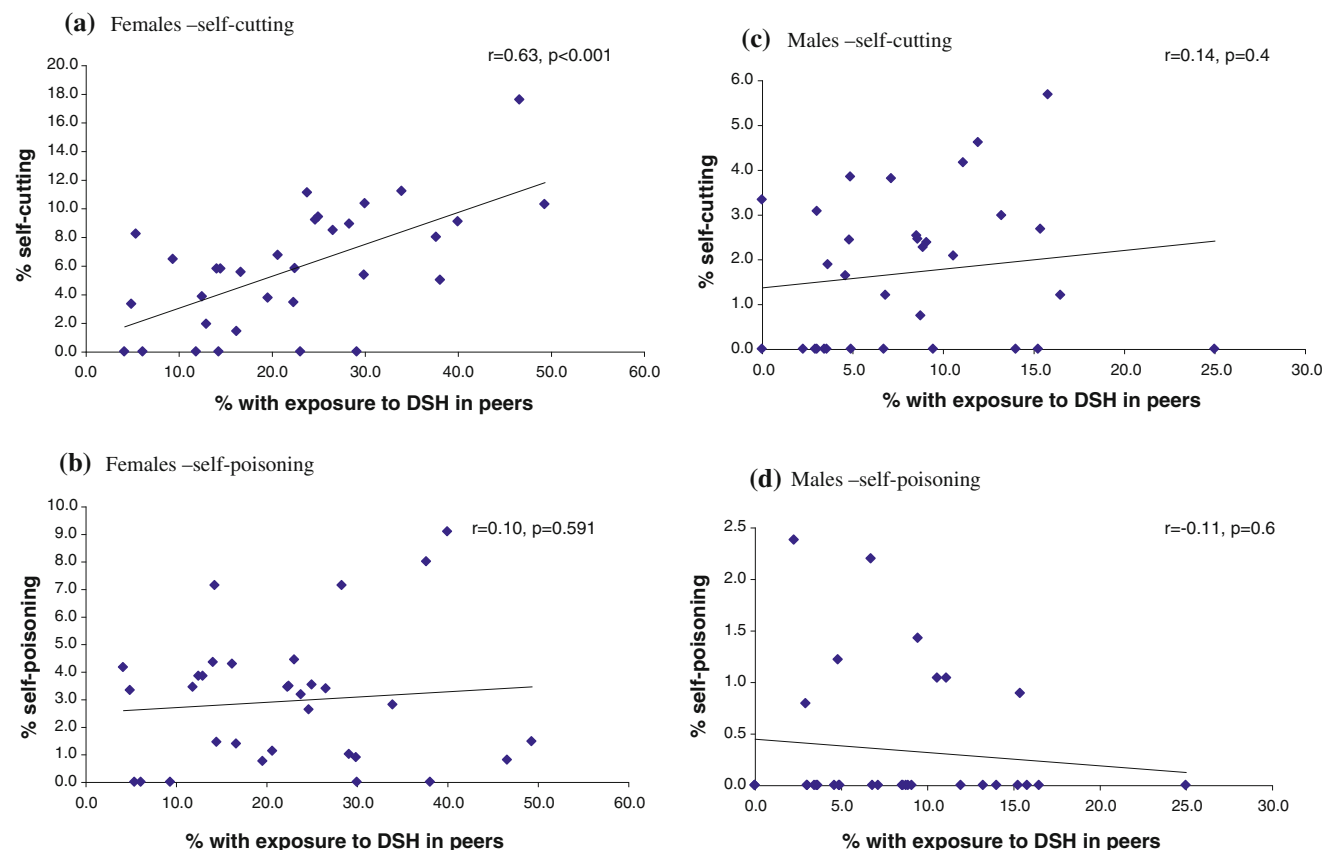 (a) Females –self-cutting
r=0.63, p<0.001
20.0
18.0
16.0
14.0
12.0
10.0
8.0
6.0
4.0
2.0
0.0
% self-cutting
0.0 10.0 20.0 30.0 40.0 50.0 60.0
% with exposure to DSH in peers
(b) Females –self-poisoning
r=0.10, p=0.591
10.0
9.0
8.0
7.0
6.0
5.0
4.0
3.0
2.0
1.0
0.0
% self-poisoning
0.0 10.0 20.0 30.0 40.0 50.0 60.0
% with exposure to DSH in peers
(c) Males –self-cutting
r=0.14, p=0.4
6.0
5.0
4.0
3.0
2.0
1.0
0.0
% self-cutting
0.0 5.0 10.0 15.0 20.0 25.0 30.0
% with exposure to DSH in peers
(d) Males –self-poisoning
r=-0.11, p=0.6
2.5
2.0
1.5
1.0
0.5
0.0
% self-poisoning
0.0 5.0 10.0 15.0 20.0 25.0 30.0
% with exposure to DSH in peers